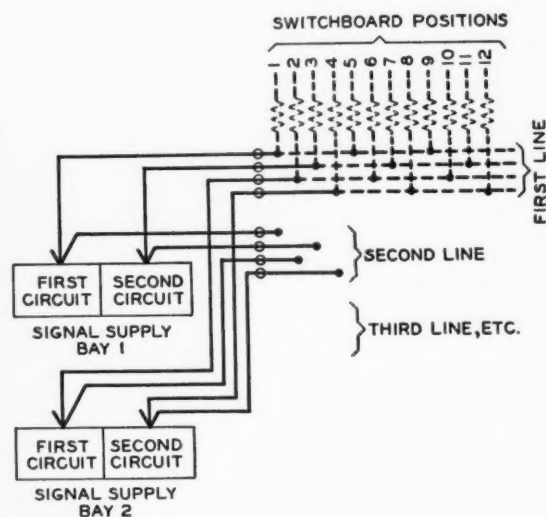 SWITCHBOARD POSITIONS
1 2 3 4 5 6 7 8 9 10 11 12
FIRST LINE
SECOND LINE
THIRD LINE, ETC.
FIRST CIRCUIT
SECOND CIRCUIT
SIGNAL SUPPLY
BAY 1
FIRST CIRCUIT
SECOND CIRCUIT
SIGNAL SUPPLY
BAY 2